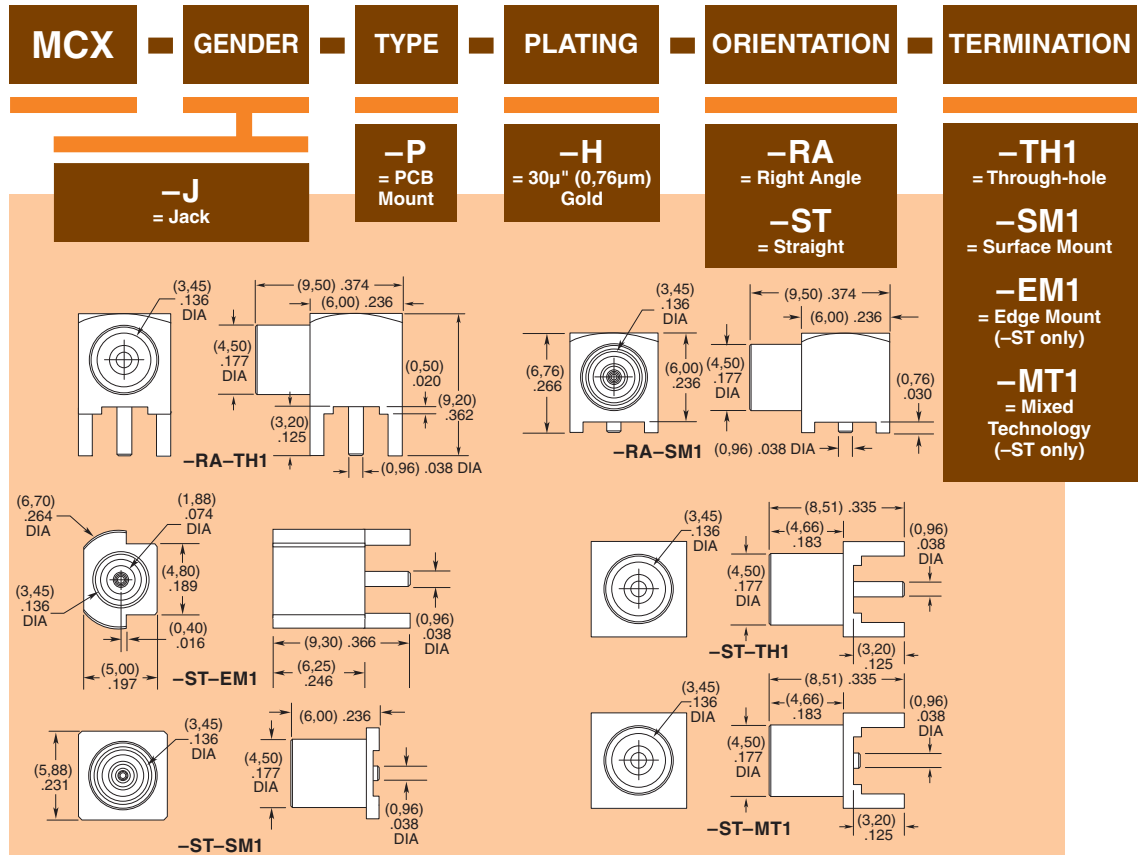 MCX - GENDER - TYPE - PLATING - ORIENTATION - TERMINATION
–J
= Jack
–P
= PCB
Mount
–H
= 30µ" (0,76µm)
Gold
–RA
= Right Angle
–ST
= Straight
–TH1
= Through-hole
–SM1
= Surface Mount
–EM1
= Edge Mount
(–ST only)
–MT1
= Mixed
Technology
(–ST only)
(3,45)
.136
DIA
(9,50) .374
(6,00) .236
(4,50)
.177
DIA
(0,50)
.020
(9,20)
.362
(3,20)
.125
(0,96) .038 DIA
–RA–TH1
(3,45)
.136
DIA
(9,50) .374
(6,00) .236
(6,76)
.266
(6,00)
.236
(4,50)
.177
DIA
(0,76)
.030
(0,96) .038 DIA
–RA–SM1
(6,70)
.264
DIA
(1,88)
.074
DIA
(4,80)
.189
(3,45)
.136
DIA
(0,40)
.016
(5,00)
.197
(0,96)
.038
DIA
(9,30) .366
(6,25)
.246
–ST–EM1
(3,45)
.136
DIA
(8,51) .335
(4,66)
.183
(0,96)
.038
DIA
(4,50)
.177
DIA
(3,20)
.125
–ST–TH1
(3,45)
.136
DIA
(5,88)
.231
(6,00) .236
(4,50)
.177
DIA
(0,96)
.038
DIA
–ST–SM1
(3,45)
.136
DIA
(8,51) .335
(4,66)
.183
(0,96)
.038
DIA
(4,50)
.177
DIA
(3,20)
.125
–ST–MT1